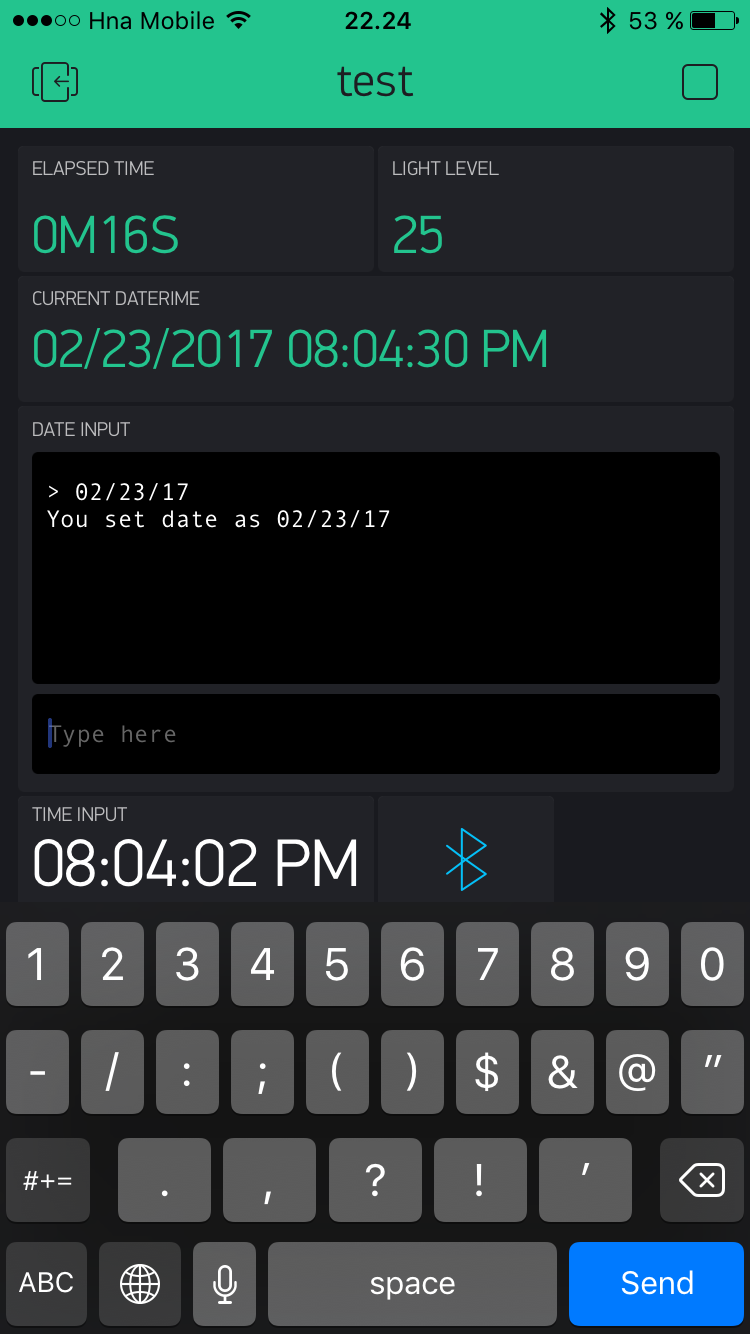 Hna Mobile 22.24 53 %
test
ELAPSED TIME LIGHT LEVEL
0M16S 25
CURRENT DATERIME
02/23/2017 08:04:30 PM
DATE INPUT
> 02/23/17
You set date as 02/23/17
Type here
TIME INPUT
08:04:02 PM
1 2 3 4 5 6 7 8 9 0
- / : ; ( ) $ & @ "
#+= . , ? ! '
ABC space Send